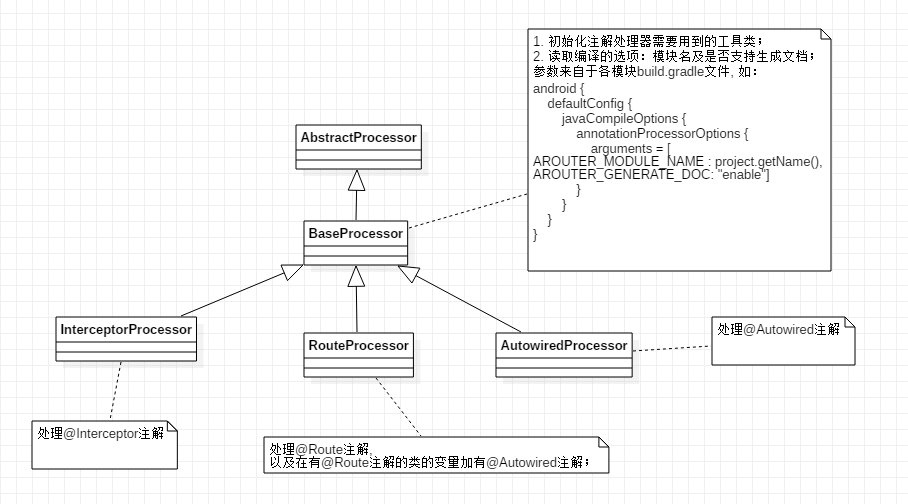 1. 初始化注解处理器需要用到的工具类；
2. 读取编译的选项：模块名及是否支持生成文档；
参数来自于各模块build.gradle文件, 如：
android {
defaultConfig {
javaCompileOptions {
annotationProcessorOptions {
arguments = [
AROUTER_MODULE_NAME : project.getName(),
AROUTER_GENERATE_DOC: "enable"]
}
}
}
}
AbstractProcessor
BaseProcessor
InterceptorProcessor
RouteProcessor
AutowiredProcessor
处理@Autowired注解
处理@Interceptor注解
处理@Route注解,
以及在有@Route注解的类的变量加有@Autowired注解；